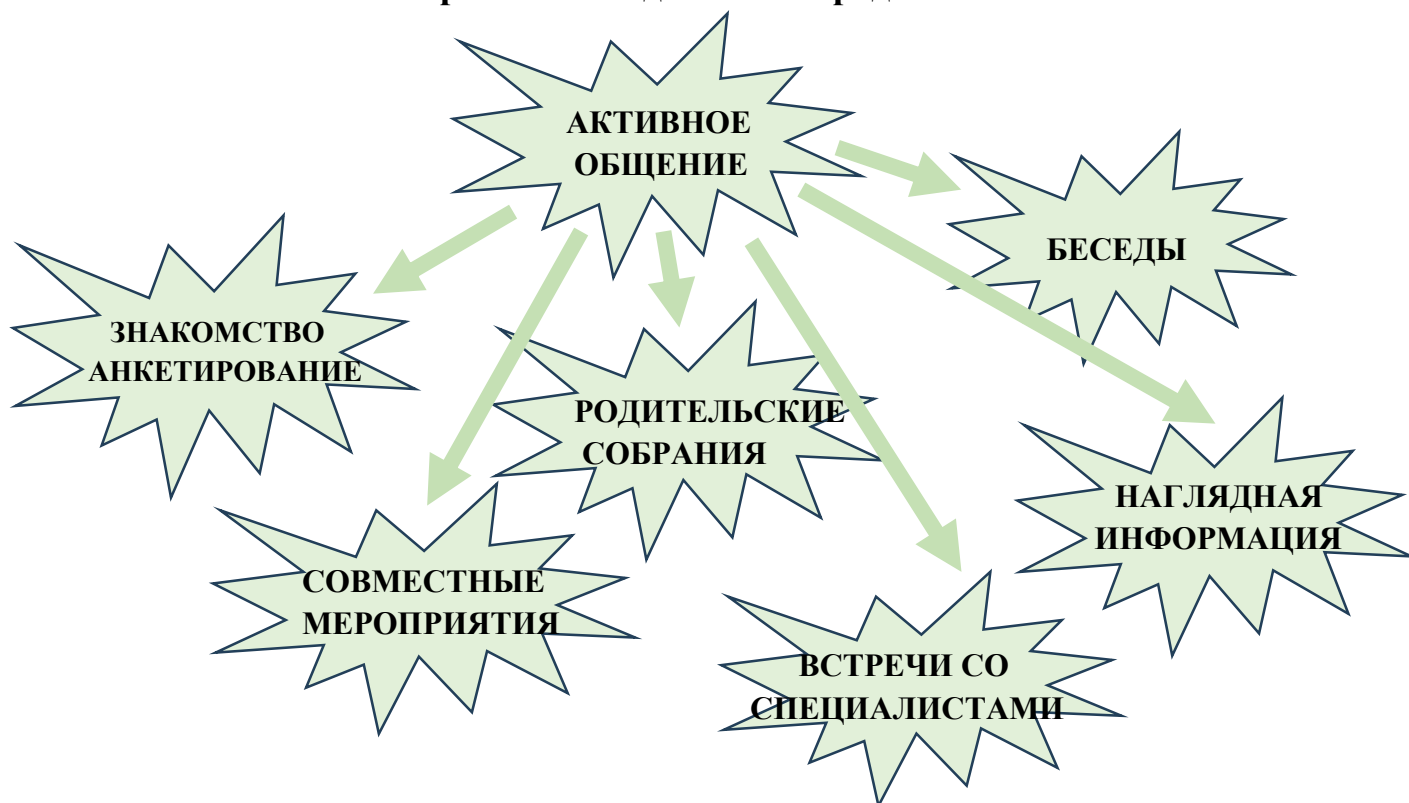 АКТИВНОЕ
ОБЩЕНИЕ
БЕСЕДЫ
ЗНАКОМСТВО
АНКЕТИРОВАНИЕ
РОДИТЕЛЬСКИЕ
СОБРАНИЯ
НАГЛЯДНАЯ
ИНФОРМАЦИЯ
СОВМЕСТНЫЕ
МЕРОПРИЯТИЯ
ВСТРЕЧИ СО
СПЕЦИАЛИСТАМИ